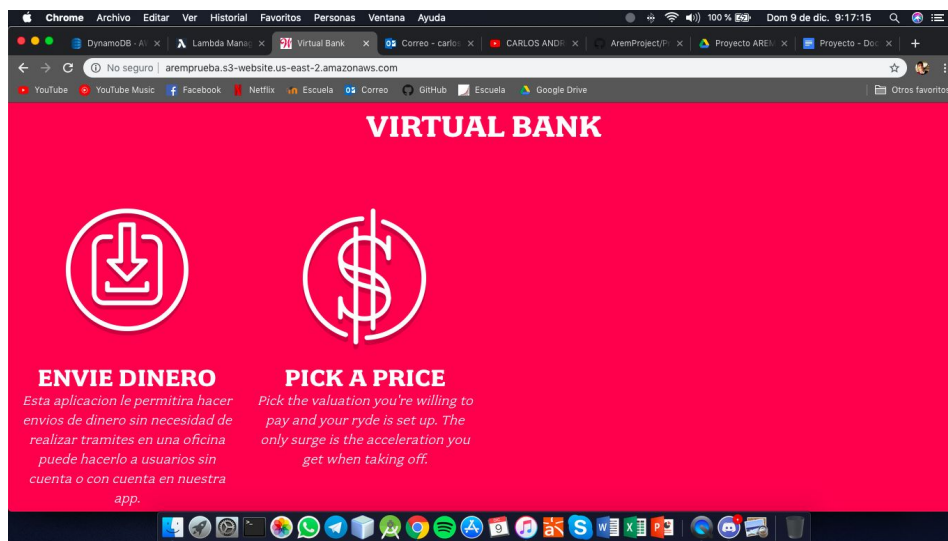 Chrome Archivo Editar Ver Historial Favoritos Personas Ventana Ayuda 100 % Dom 9 de dic. 9:17:15
DynamoDB - AV Lambda Manag Virtual Bank Correo - carlos CARLOS ANDR AremProject/Pr Proyecto AREM Proyecto - Doc
No seguro | aremprueba.s3-website.us-east-2.amazonaws.com
YouTube YouTube Music Facebook Netflix Escuela Correo GitHub Escuela Google Drive Otros favoritos
VIRTUAL BANK
ENVIE DINERO
Esta aplicacion le permitira hacer
envios de dinero sin necesidad de
realizar tramites en una oficina
puede hacerlo a usuarios sin
cuenta o con cuenta en nuestra
app.
PICK A PRICE
Pick the valuation you're willing to
pay and your ryde is set up. The
only surge is the acceleration you
get when taking off.